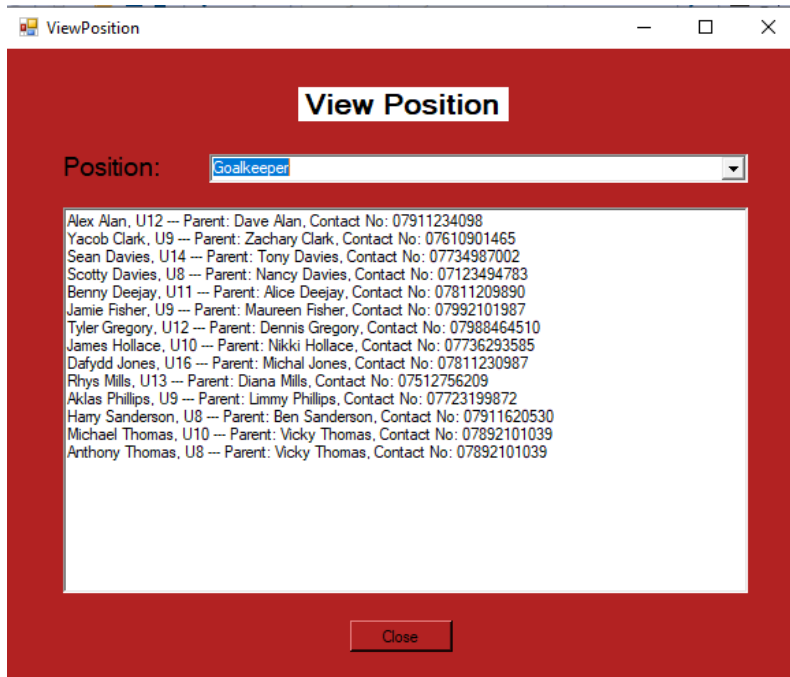 ViewPosition
View Position
Position: Goalkeeper
Alex Alan, U12 --- Parent: Dave Alan, Contact No: 07911234098
Yacob Clark, U9 --- Parent: Zachary Clark, Contact No: 07610901465
Sean Davies, U14 --- Parent: Tony Davies, Contact No: 07734987002
Scotty Davies, U8 --- Parent: Nancy Davies, Contact No: 07123494783
Benny Deejay, U11 --- Parent: Alice Deejay, Contact No: 07811209890
Jamie Fisher, U9 --- Parent: Maureen Fisher, Contact No: 07992101987
Tyler Gregory, U12 --- Parent: Dennis Gregory, Contact No: 07988464510
James Hollace, U10 --- Parent: Nikki Hollace, Contact No: 07736293585
Dafydd Jones, U16 --- Parent: Michal Jones, Contact No: 07811230987
Rhys Mills, U13 --- Parent: Diana Mills, Contact No: 07512756209
Aklas Phillips, U9 --- Parent: Limmy Phillips, Contact No: 07723199872
Harry Sanderson, U8 --- Parent: Ben Sanderson, Contact No: 07911620530
Michael Thomas, U10 --- Parent: Vicky Thomas, Contact No: 07892101039
Anthony Thomas, U8 --- Parent: Vicky Thomas, Contact No: 07892101039
Close